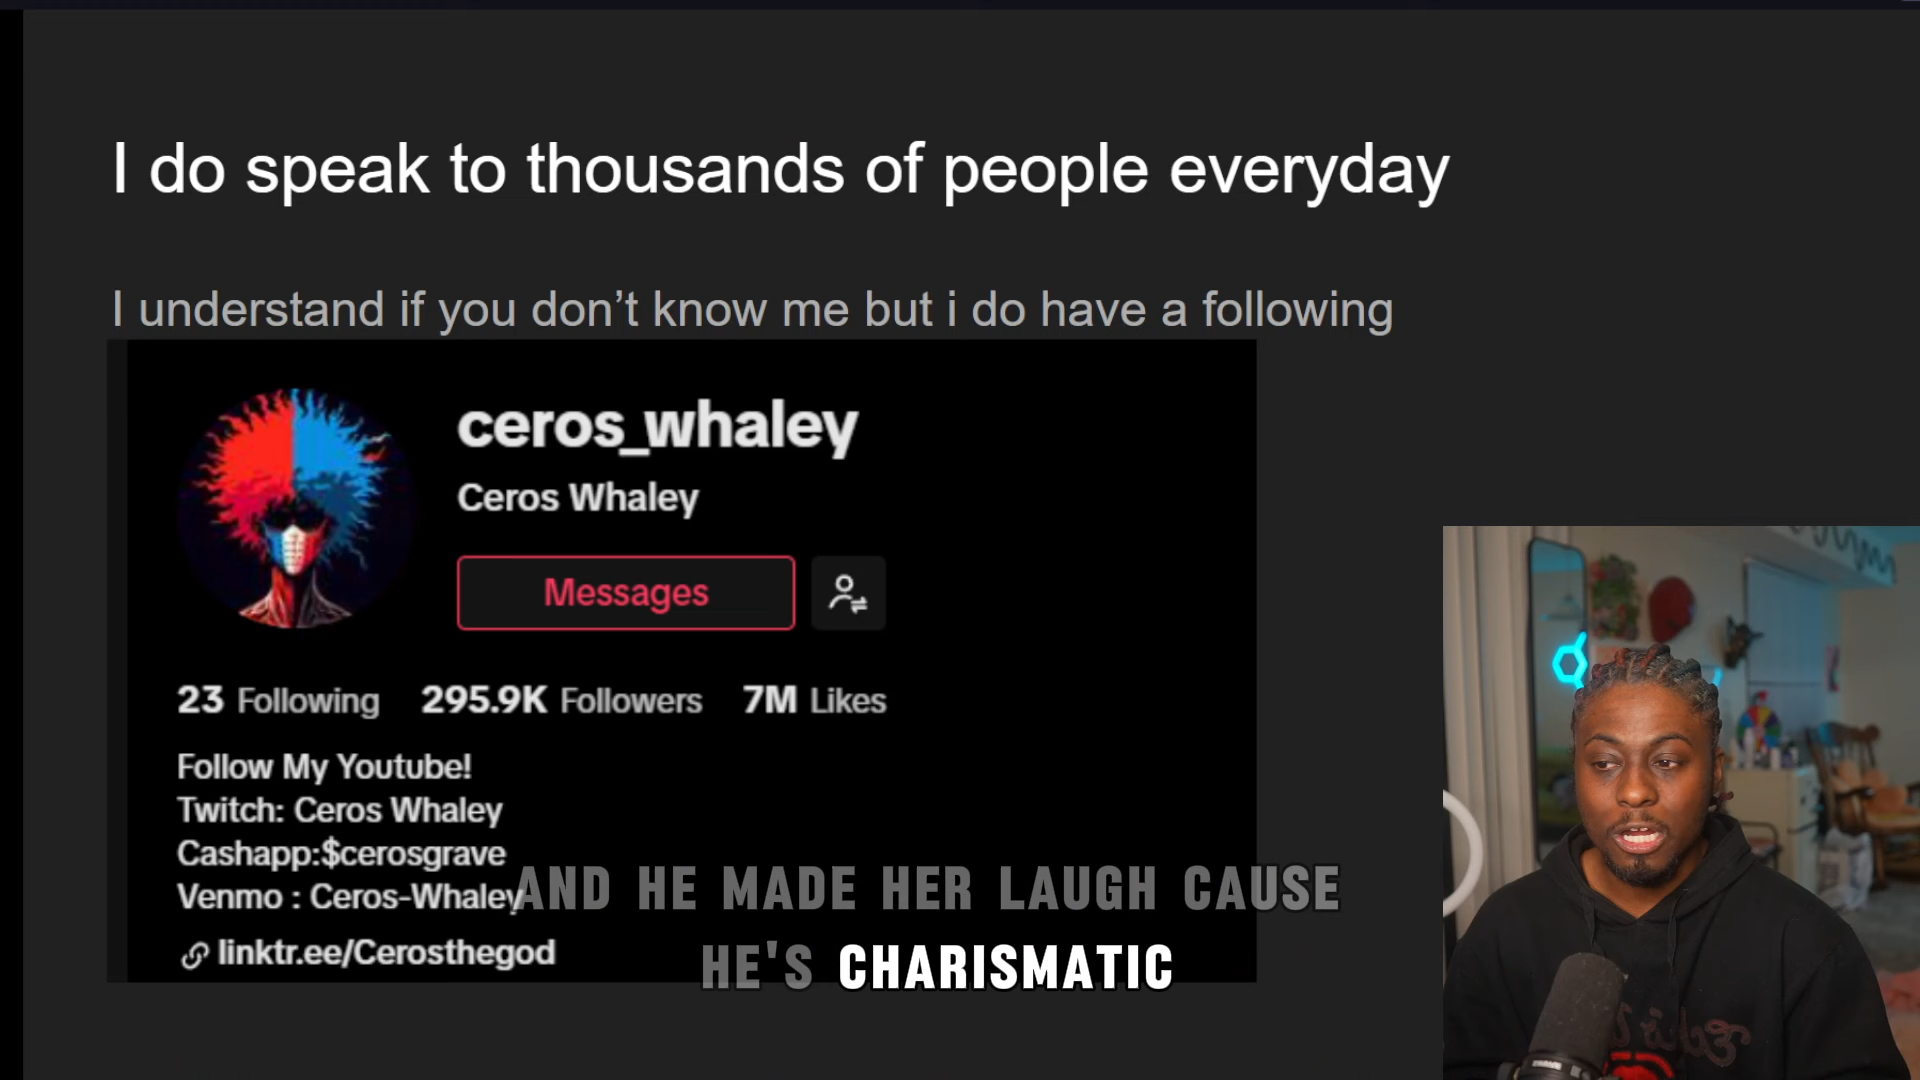 I do speak to thousands of people everyday
I understand if you don’t know me but i do have a following
ceros_whaley
Ceros Whaley
Messages
23 Following 295.9K Followers 7M Likes
Follow My Youtube!
Twitch: Ceros Whaley
Cashapp:$cerosgrave
Venmo : Ceros-Whaley
linktr.ee/Cerosthegod
AND HE MADE HER LAUGH CAUSE
HE'S CHARISMATIC